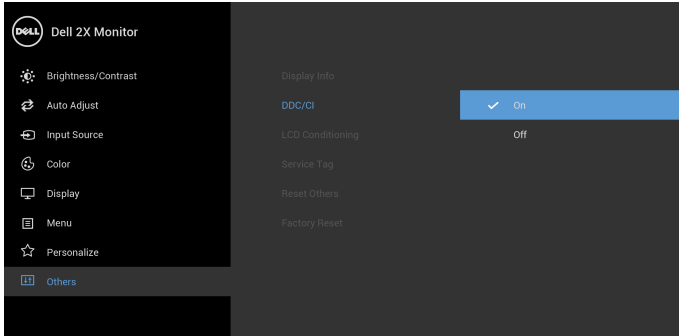 DELL Dell 2X Monitor
Brightness/Contrast
Auto Adjust
Input Source
Color
Display
Menu
Personalize
Others
Display Info
DDC/CI
LCD Conditioning
Service Tag
Reset Others
Factory Reset
On
Off